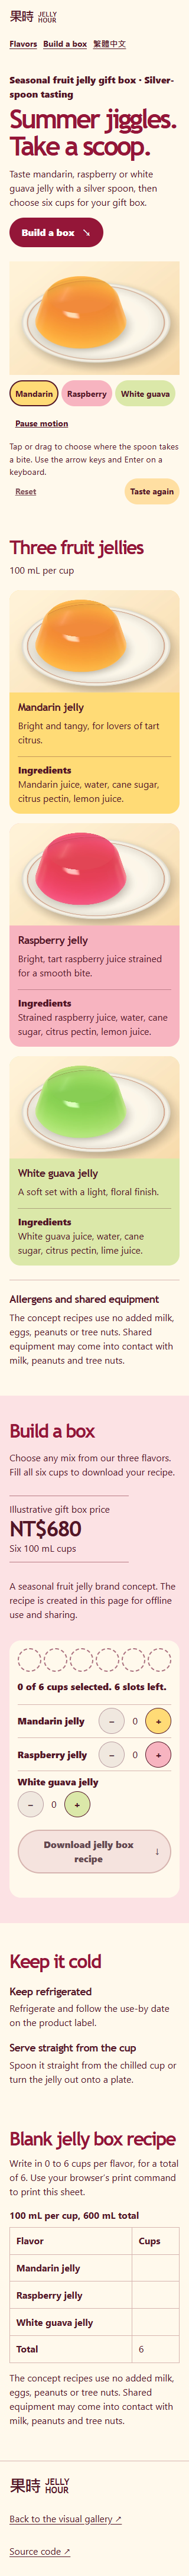 果時 JELLY
HOUR
Flavors Build a box 繁體中文
Seasonal fruit jelly gift box · Silver-
spoon tasting
Summer jiggles.
Take a scoop.
Taste mandarin, raspberry or white
guava jelly with a silver spoon, then
choose six cups for your gift box.
Build a box ↘
Mandarin Raspberry White guava
Pause motion
Tap or drag to choose where the spoon takes
a bite. Use the arrow keys and Enter on a
keyboard.
Reset Taste again
Three fruit jellies
100 mL per cup
Mandarin jelly
Bright and tangy, for lovers of tart
citrus.
Ingredients
Mandarin juice, water, cane sugar,
citrus pectin, lemon juice.
Raspberry jelly
Bright, tart raspberry juice strained
for a smooth bite.
Ingredients
Strained raspberry juice, water, cane
sugar, citrus pectin, lemon juice.
White guava jelly
A soft set with a light, floral finish.
Ingredients
White guava juice, water, cane
sugar, citrus pectin, lime juice.
Allergens and shared equipment
The concept recipes use no added milk,
eggs, peanuts or tree nuts. Shared
equipment may come into contact with
milk, peanuts and tree nuts.
Build a box
Choose any mix from our three flavors.
Fill all six cups to download your recipe.
Illustrative gift box price
NT$680
Six 100 mL cups
A seasonal fruit jelly brand concept. The
recipe is created in this page for offline
use and sharing.
0 of 6 cups selected. 6 slots left.
Mandarin jelly − 0 +
Raspberry jelly − 0 +
White guava jelly
− 0 +
Download jelly box
recipe ↓
Keep it cold
Keep refrigerated
Refrigerate and follow the use-by date
on the product label.
Serve straight from the cup
Spoon it straight from the chilled cup or
turn the jelly out onto a plate.
Blank jelly box recipe
Write in 0 to 6 cups per flavor, for a total
of 6. Use your browser's print command
to print this sheet.
100 mL per cup, 600 mL total
Flavor Cups
Mandarin jelly
Raspberry jelly
White guava jelly
Total 6
The concept recipes use no added milk,
eggs, peanuts or tree nuts. Shared
equipment may come into contact with
milk, peanuts and tree nuts.
果時 JELLY
HOUR
Back to the visual gallery ↗
Source code ↗